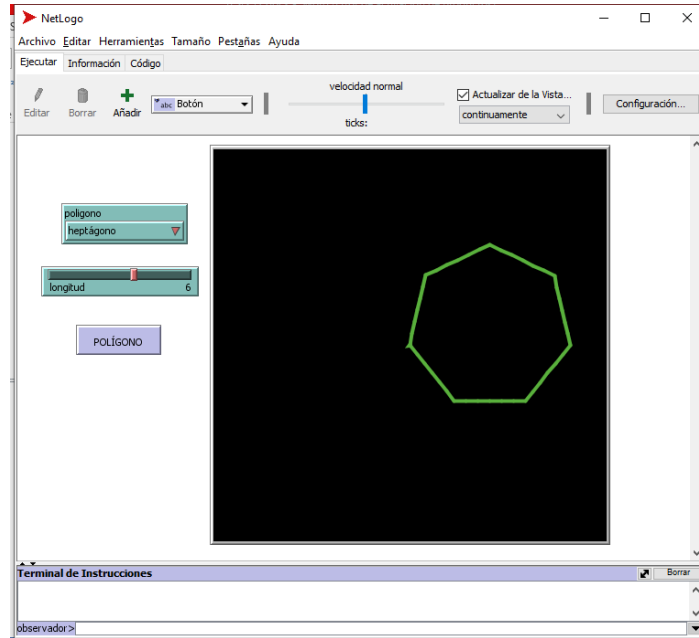 NetLogo
Archivo Editar Herramientas Tamaño Pestañas Ayuda
Ejecutar Información Código
Editar Borrar Añadir abc Botón velocidad normal ticks: Actualizar de la Vista... continuamente Configuración...
poligono
heptágono
longitud 6
POLÍGONO
Terminal de Instrucciones Borrar
observador>